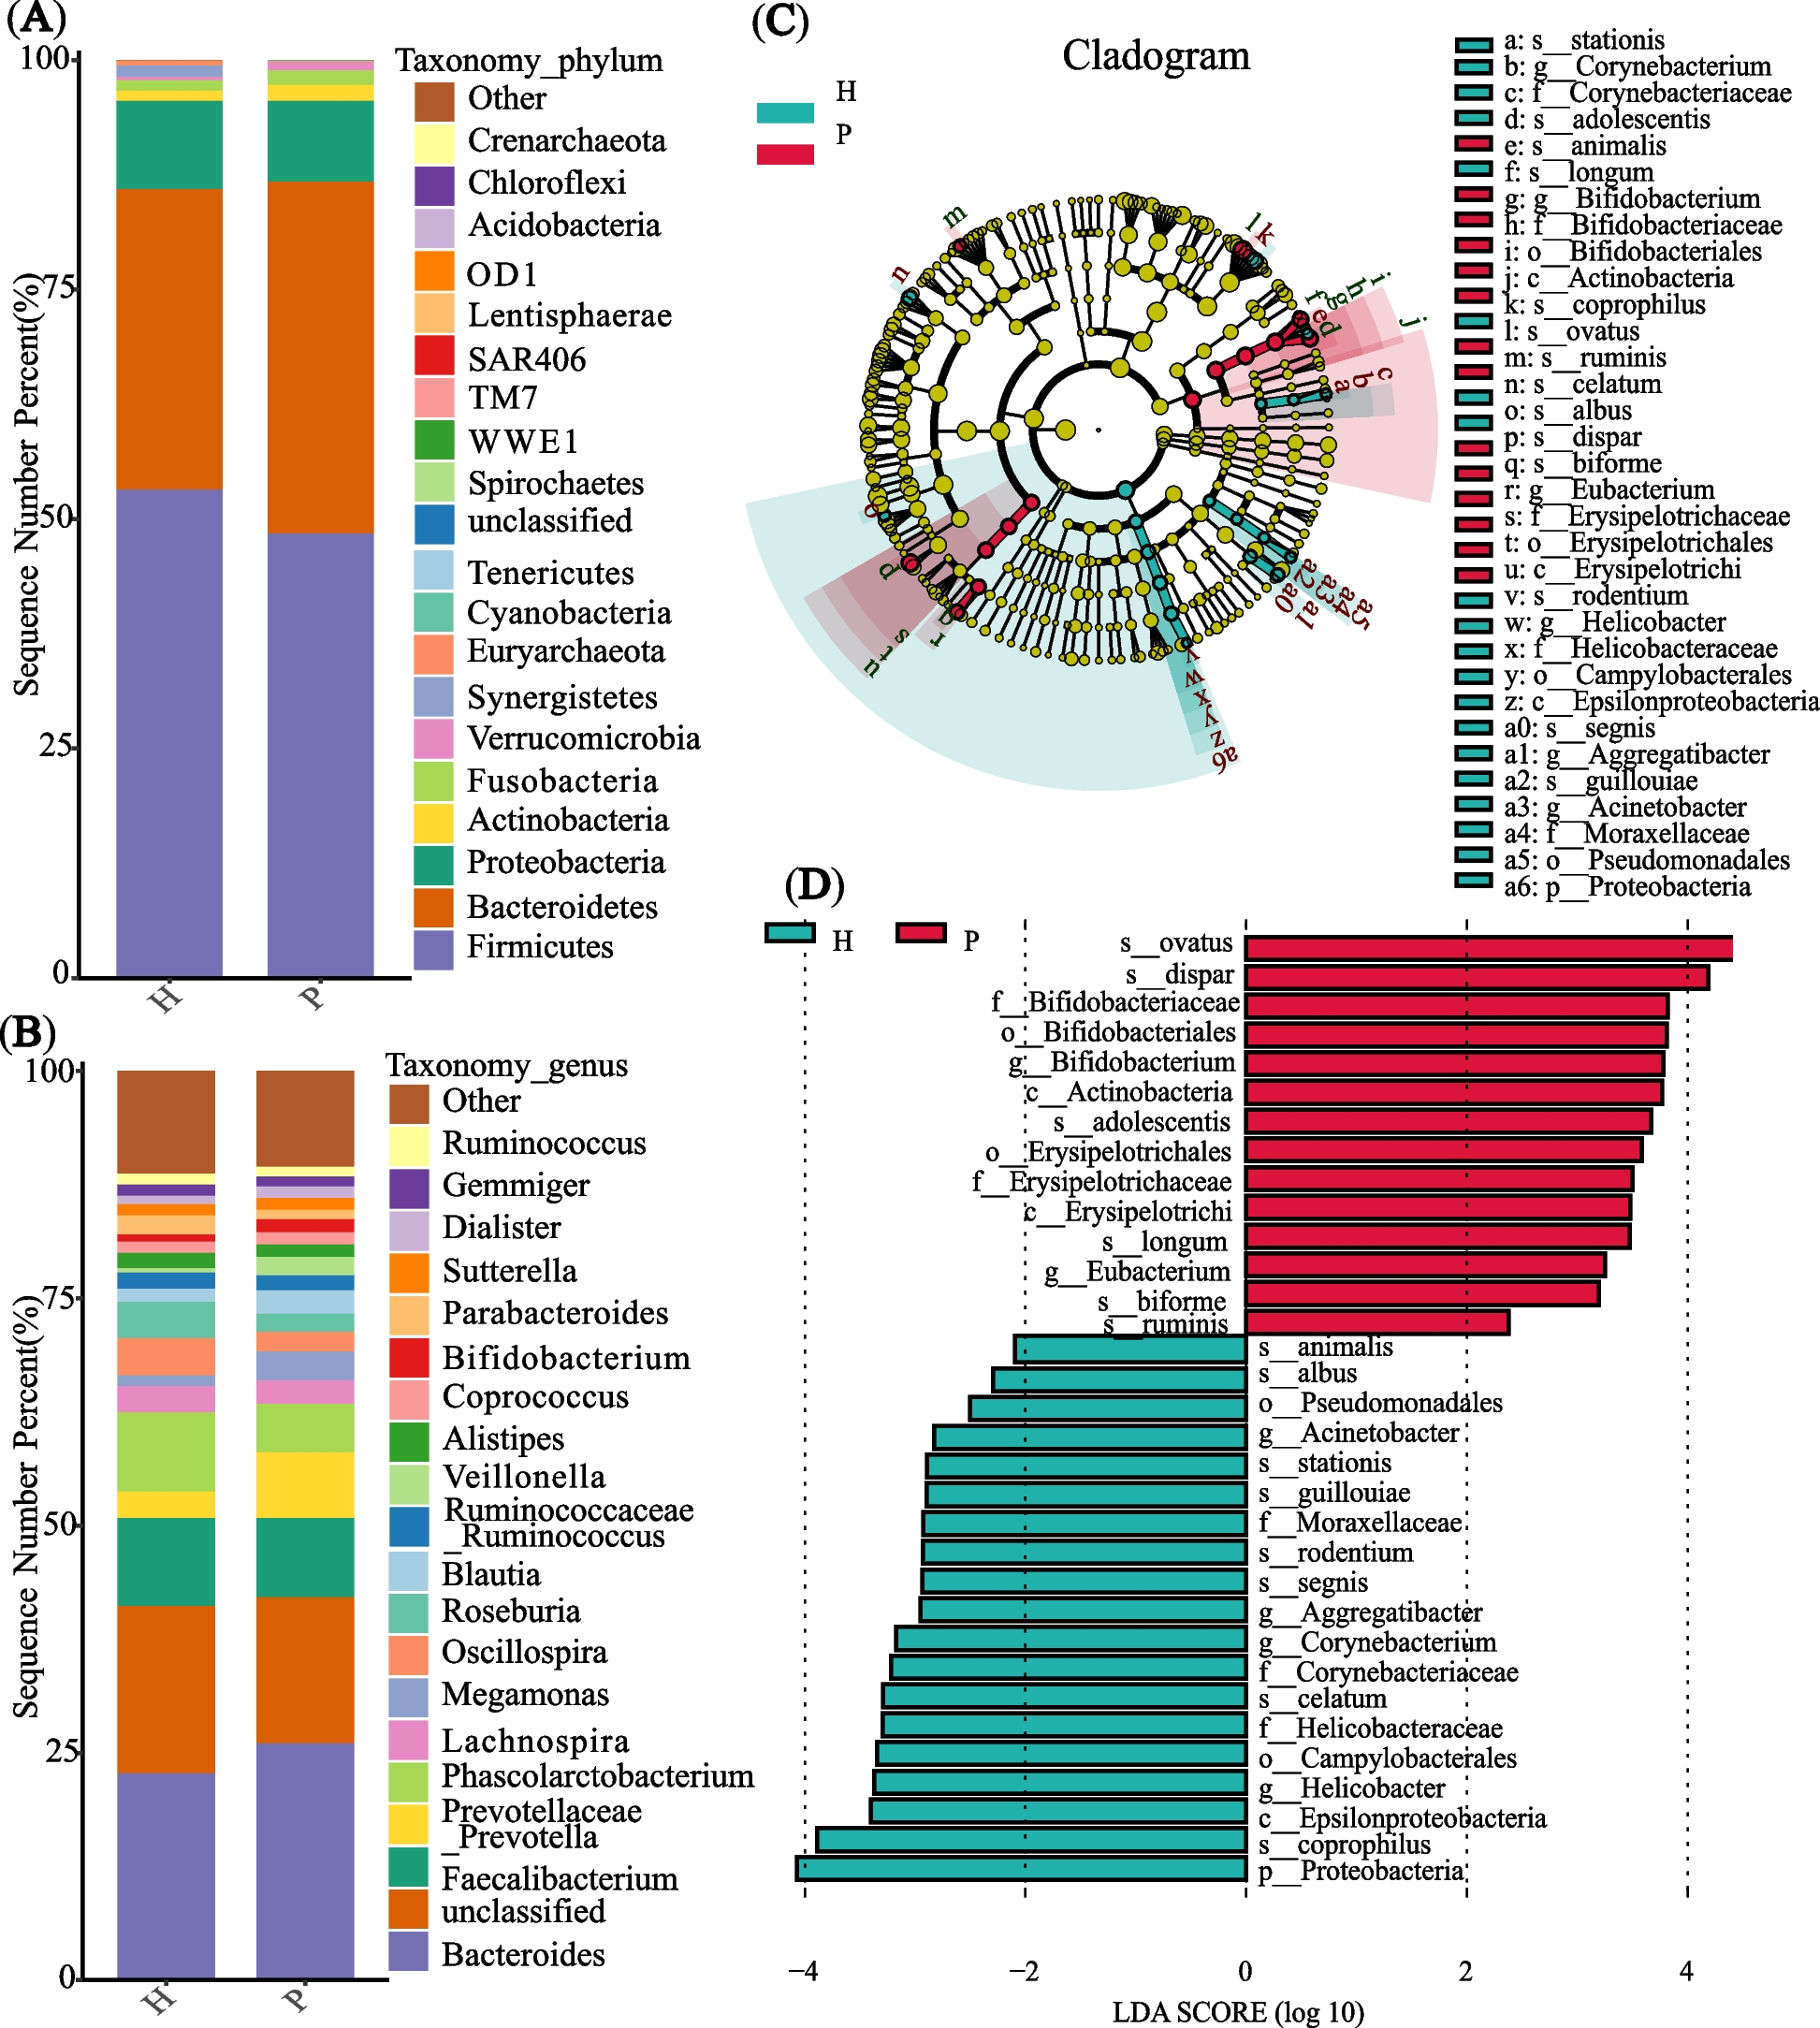 (A)
100
75
50
25
0
Sequence Number Percent(%)
H
P
Taxonomy_phylum
Other
Crenarchaeota
Chloroflexi
Acidobacteria
OD1
Lentisphaerae
SAR406
TM7
WWE1
Spirochaetes
unclassified
Tenericutes
Cyanobacteria
Euryarchaeota
Synergistetes
Verrucomicrobia
Fusobacteria
Actinobacteria
Proteobacteria
Bacteroidetes
Firmicutes
(B)
100
75
50
25
0
Sequence Number Percent(%)
H
P
Taxonomy_genus
Other
Ruminococcus
Gemmiger
Dialister
Sutterella
Parabacteroides
Bifidobacterium
Coprococcus
Alistipes
Veillonella
Ruminococcaceae
_Ruminococcus
Blautia
Roseburia
Oscillospira
Megamonas
Lachnospira
Phascolarctobacterium
Prevotellaceae
_Prevotella
Faecalibacterium
unclassified
Bacteroides
(C)
Cladogram
H
P
m
n
l
k
i
h
g
f
e
d
j
c
b
a
o
p
q
r
s
t
u
v
w
x
y
z
a6
a0
a1
a2
a3
a4
a5
a: s__stationis
b: g__Corynebacterium
c: f__Corynebacteriaceae
d: s__adolescentis
e: s__animalis
f: s__longum
g: g__Bifidobacterium
h: f__Bifidobacteriaceae
i: o__Bifidobacteriales
j: c__Actinobacteria
k: s__coprophilus
l: s__ovatus
m: s__ruminis
n: s__celatum
o: s__albus
p: s__dispar
q: s__biforme
r: g__Eubacterium
s: f__Erysipelotrichaceae
t: o__Erysipelotrichales
u: c__Erysipelotrichi
v: s__rodentium
w: g__Helicobacter
x: f__Helicobacteraceae
y: o__Campylobacterales
z: c__Epsilonproteobacteria
a0: s__segnis
a1: g__Aggregatibacter
a2: s__guillouiae
a3: g__Acinetobacter
a4: f__Moraxellaceae
a5: o__Pseudomonadales
a6: p__Proteobacteria
(D)
H
P
s__ovatus
s__dispar
f__Bifidobacteriaceae
o__Bifidobacteriales
g__Bifidobacterium
c__Actinobacteria
s__adolescentis
o__Erysipelotrichales
f__Erysipelotrichaceae
c__Erysipelotrichi
s__longum
g__Eubacterium
s__biforme
s__ruminis
s__animalis
s__albus
o__Pseudomonadales
g__Acinetobacter
s__stationis
s__guillouiae
f__Moraxellaceae
s__rodentium
s__segnis
g__Aggregatibacter
g__Corynebacterium
f__Corynebacteriaceae
s__celatum
f__Helicobacteraceae
o__Campylobacterales
g__Helicobacter
c__Epsilonproteobacteria
s__coprophilus
p__Proteobacteria
−4
−2
0
2
4
LDA SCORE (log 10)